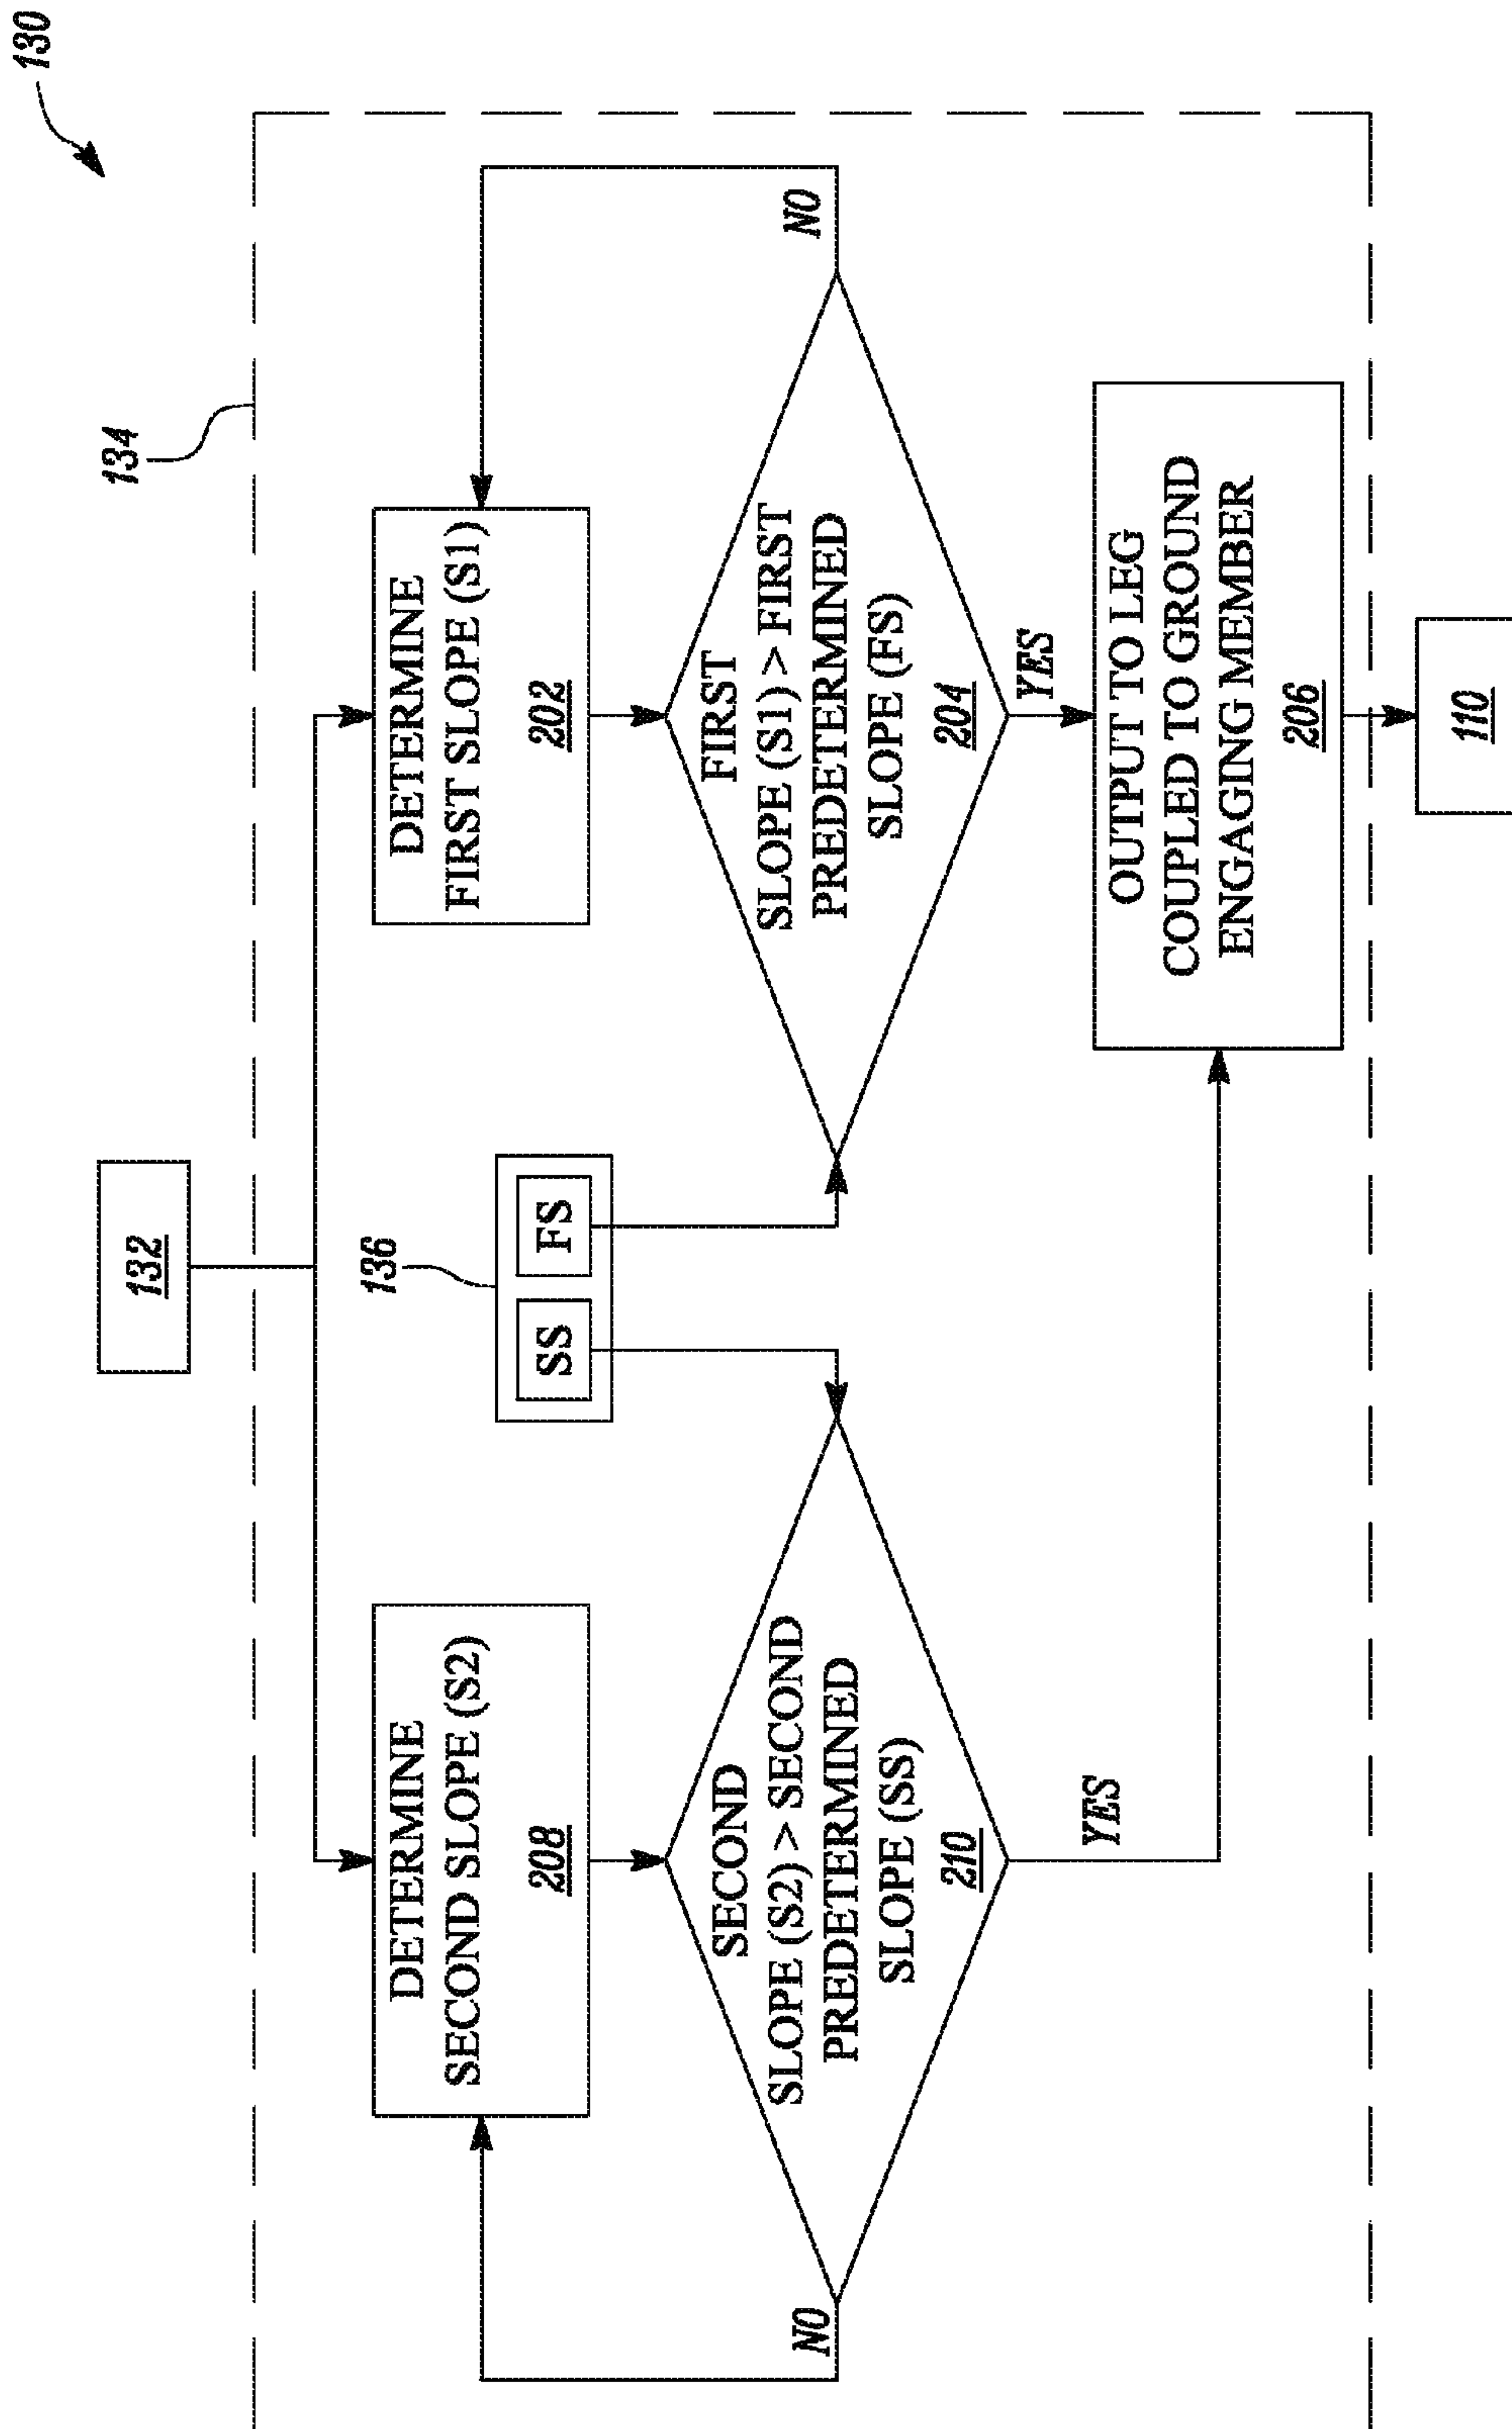 130
134
132
136
SS
FS
DETERMINE
SECOND SLOPE (S2)
208
DETERMINE
FIRST SLOPE (S1)
202
SECOND
SLOPE (S2) > SECOND
PREDETERMINED
SLOPE (SS)
210
NO
YES
FIRST
SLOPE (S1) > FIRST
PREDETERMINED
SLOPE (FS)
204
NO
YES
OUTPUT TO LEG
COUPLED TO GROUND
ENGAGING MEMBER
206
110